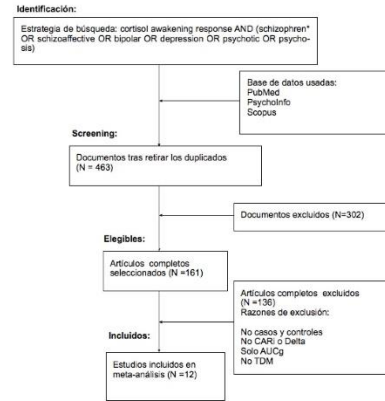 Identificación:
Estrategia de búsqueda: cortisol awakening response AND (schizophren*
OR schizoaffective OR bipolar OR depression OR psychotic OR psycho-
sis)
Base de datos usadas:
PubMed
PsychoInfo
Scopus
Screening:
Documentos tras retirar los duplicados
(N = 463)
Documentos excluidos (N=302)
Elegibles:
Artículos completos
seleccionados (N =161)
Artículos completos excluidos
(N =136)
Razones de exclusión:
No casos y controles
No CARi o Delta
Solo AUCg
No TDM
Incluidos:
Estudios incluidos en
meta-análisis (N =12)